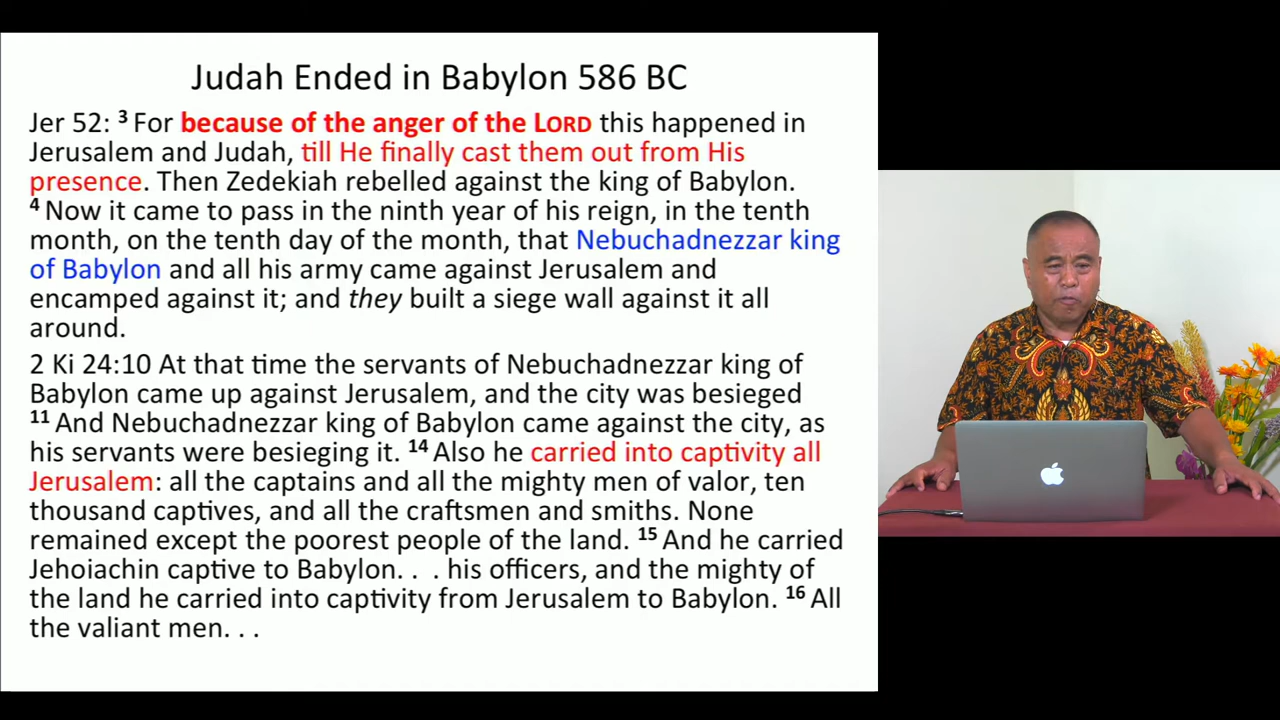 Judah Ended in Babylon 586 BC
Jer 52: ³ For because of the anger of the LORD this happened in
Jerusalem and Judah, till He finally cast them out from His
presence. Then Zedekiah rebelled against the king of Babylon.
⁴ Now it came to pass in the ninth year of his reign, in the tenth
month, on the tenth day of the month, that Nebuchadnezzar king
of Babylon and all his army came against Jerusalem and
encamped against it; and they built a siege wall against it all
around.
2 Ki 24:10 At that time the servants of Nebuchadnezzar king of
Babylon came up against Jerusalem, and the city was besieged
¹¹ And Nebuchadnezzar king of Babylon came against the city, as
his servants were besieging it. ¹⁴ Also he carried into captivity all
Jerusalem: all the captains and all the mighty men of valor, ten
thousand captives, and all the craftsmen and smiths. None
remained except the poorest people of the land. ¹⁵ And he carried
Jehoiachin captive to Babylon. . . his officers, and the mighty of
the land he carried into captivity from Jerusalem to Babylon. ¹⁶ All
the valiant men. . .